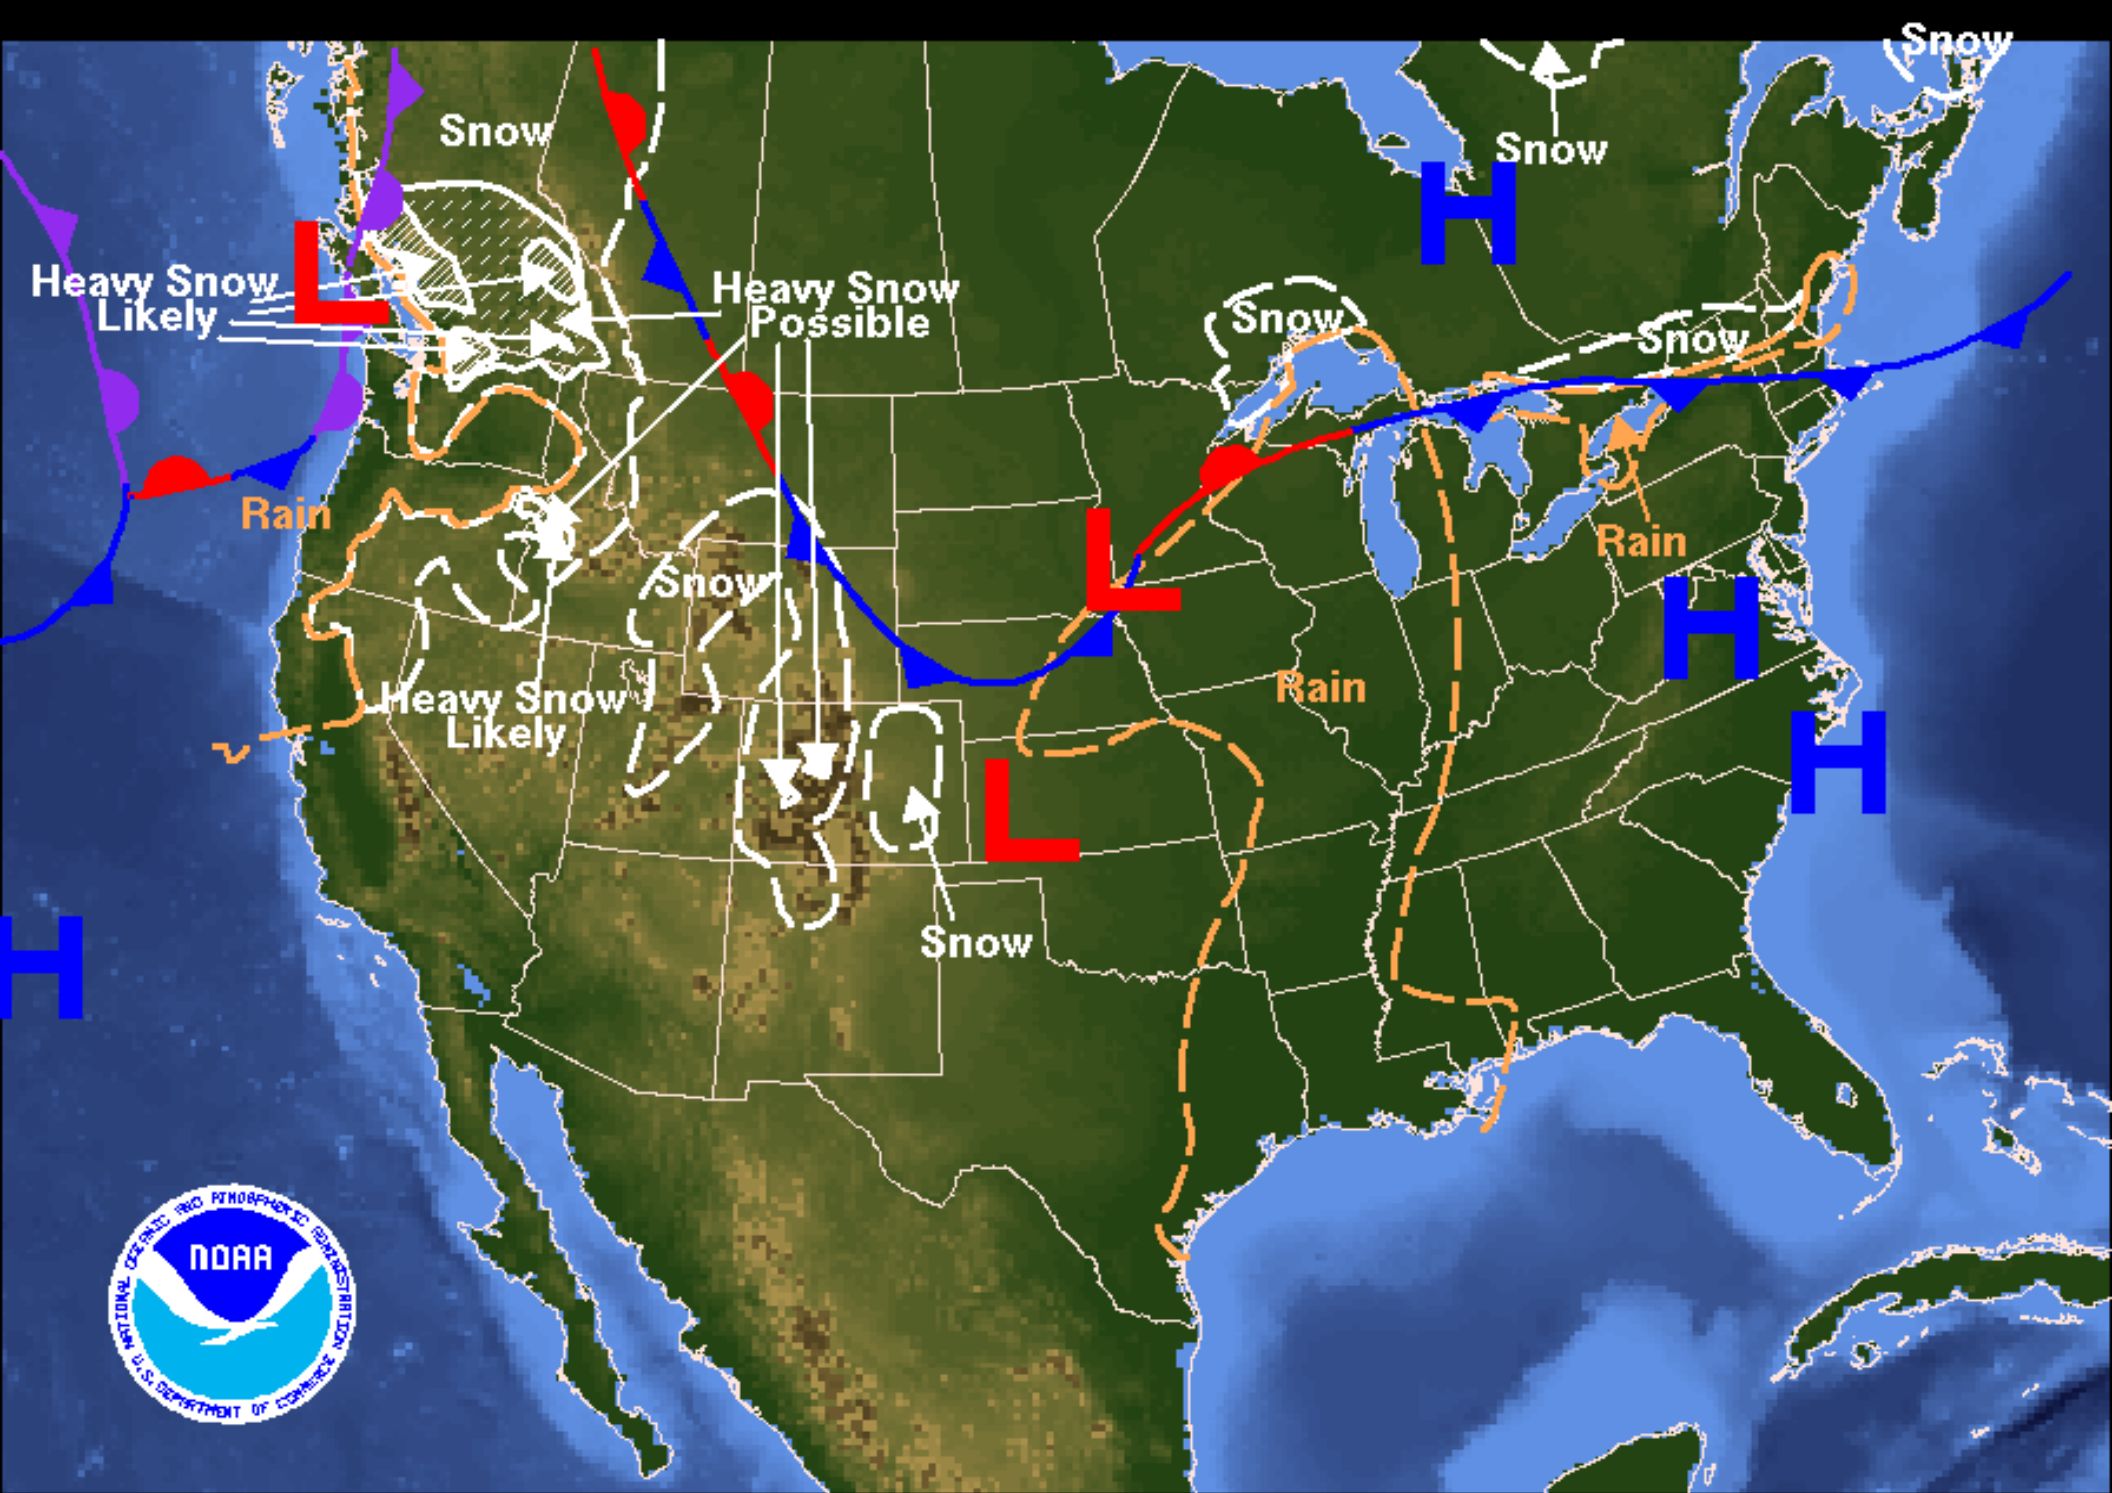 Snow
Snow
Snow
Heavy Snow
Likely
Heavy Snow
Possible
Snow
Snow
Rain
Rain
Snow
Heavy Snow
Likely
Rain
Snow
H
H
H
H
L
L
L
NOAA
NATIONAL OCEANIC AND ATMOSPHERIC ADMINISTRATION
U.S. DEPARTMENT OF COMMERCE